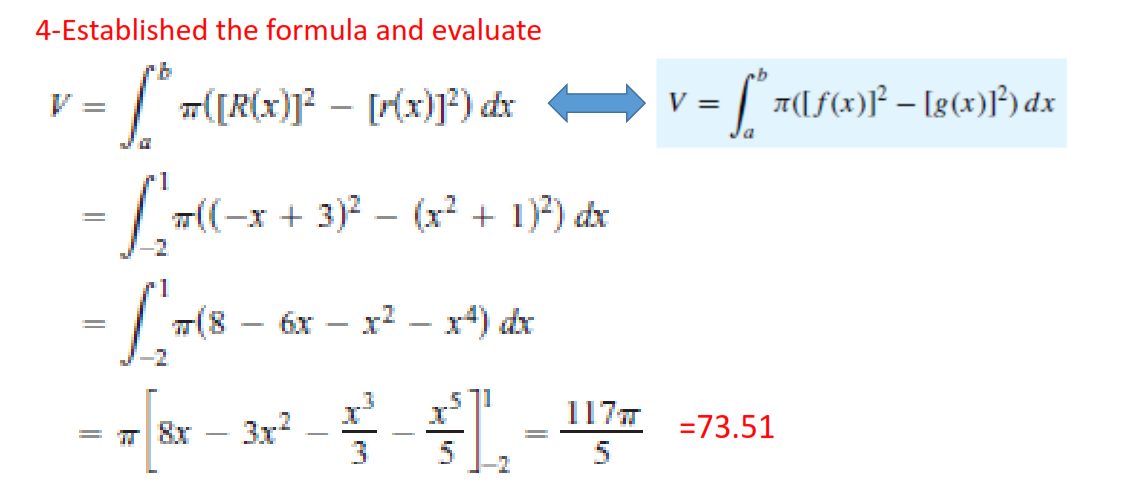 4-Established the formula and evaluate
V = ∫_a^b π([R(x)]² − [r(x)]²) dx V = ∫_a^b π([f(x)]² – [g(x)]²) dx
= ∫_{−2}^1 π((−x + 3)² − (x² + 1)²) dx
= ∫_{−2}^1 π(8 − 6x − x² − x⁴) dx
= π[8x − 3x² − x³/3 − x⁵/5]_{−2}^1 = 117π/5 =73.51